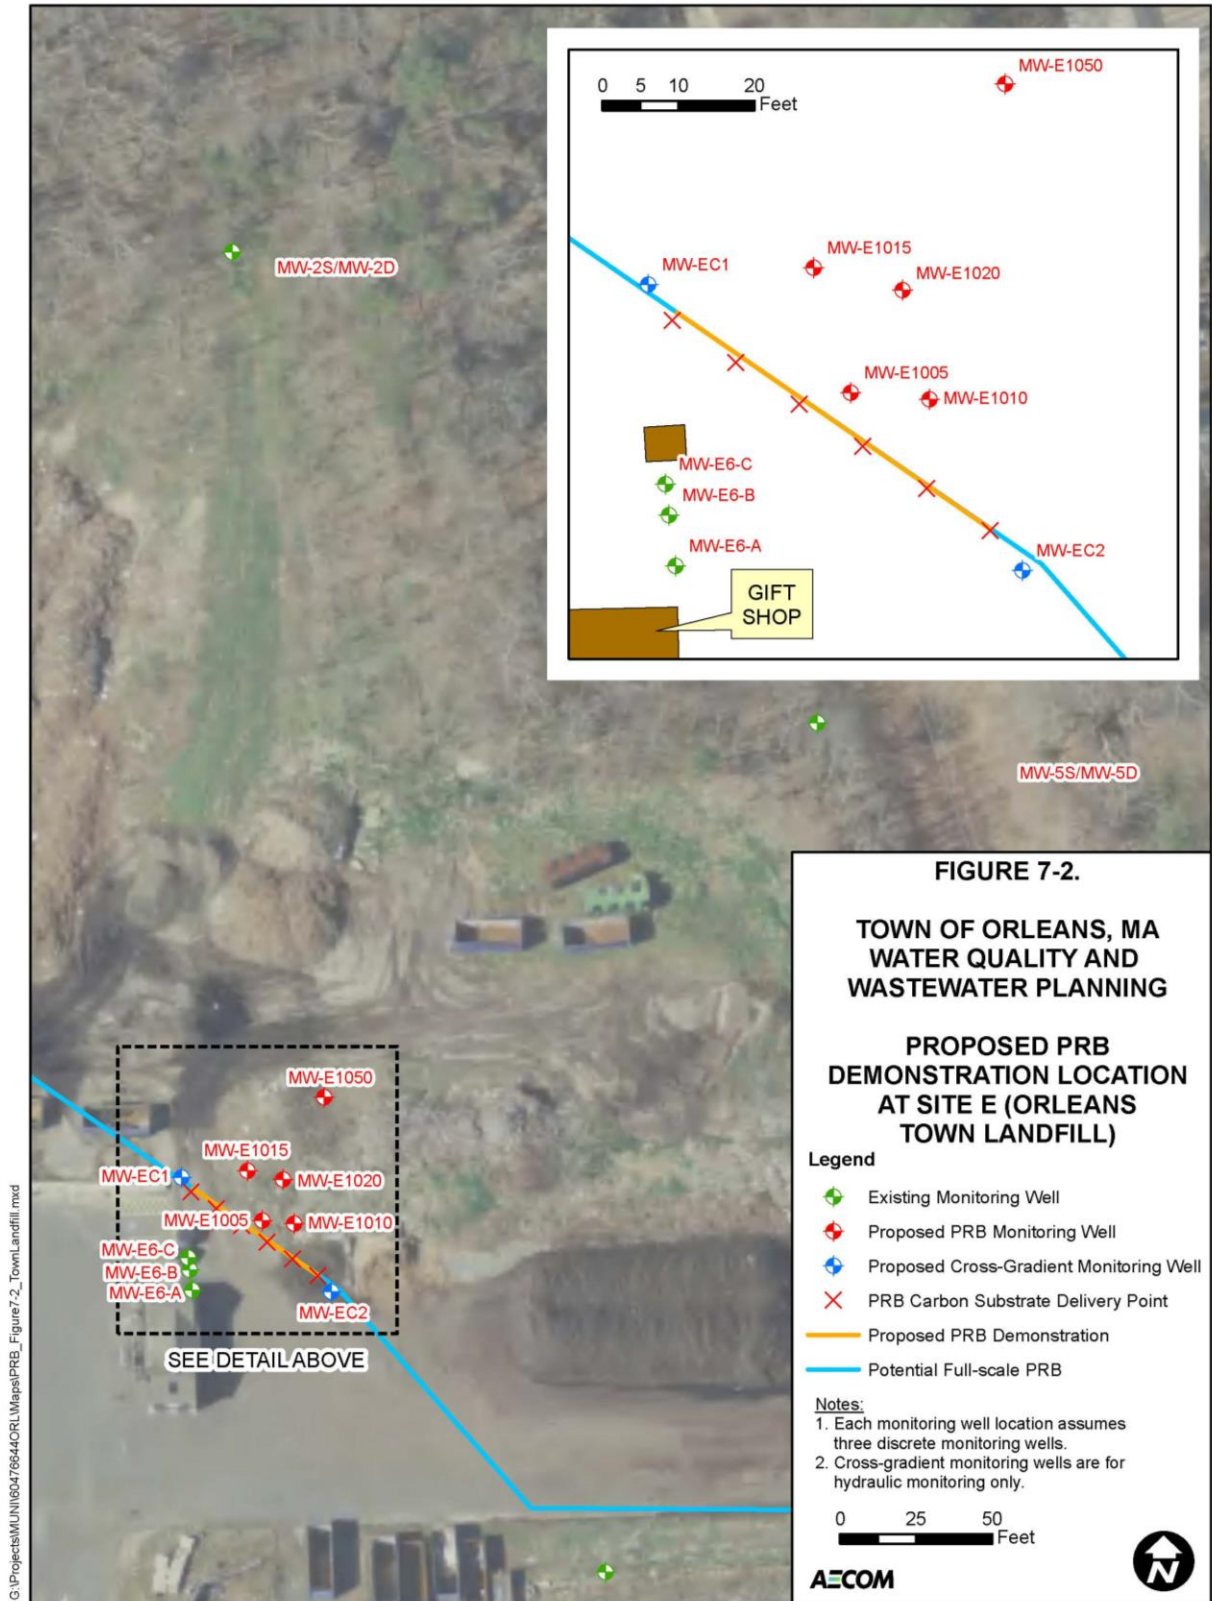 0 5 10 20
Feet
MW-E1050
MW-E1015
MW-EC1
MW-E1020
MW-E1005
MW-E1010
MW-E6-C
MW-E6-B
MW-E6-A
MW-EC2
GIFT
SHOP
MW-2S/MW-2D
MW-5S/MW-5D
MW-E1050
MW-E1015
MW-EC1
MW-E1020
MW-E1005
MW-E1010
MW-E6-C
MW-E6-B
MW-E6-A
MW-EC2
SEE DETAIL ABOVE
FIGURE 7-2.
TOWN OF ORLEANS, MA
WATER QUALITY AND
WASTEWATER PLANNING
PROPOSED PRB
DEMONSTRATION LOCATION
AT SITE E (ORLEANS
TOWN LANDFILL)
Legend
Existing Monitoring Well
Proposed PRB Monitoring Well
Proposed Cross-Gradient Monitoring Well
PRB Carbon Substrate Delivery Point
Proposed PRB Demonstration
Potential Full-scale PRB
Notes:
1. Each monitoring well location assumes
three discrete monitoring wells.
2. Cross-gradient monitoring wells are for
hydraulic monitoring only.
0 25 50
Feet
AECOM
N
G:\Projects\MUNI\60476644ORL\Maps\PRB_Figure7-2_TownLandfill.mxd